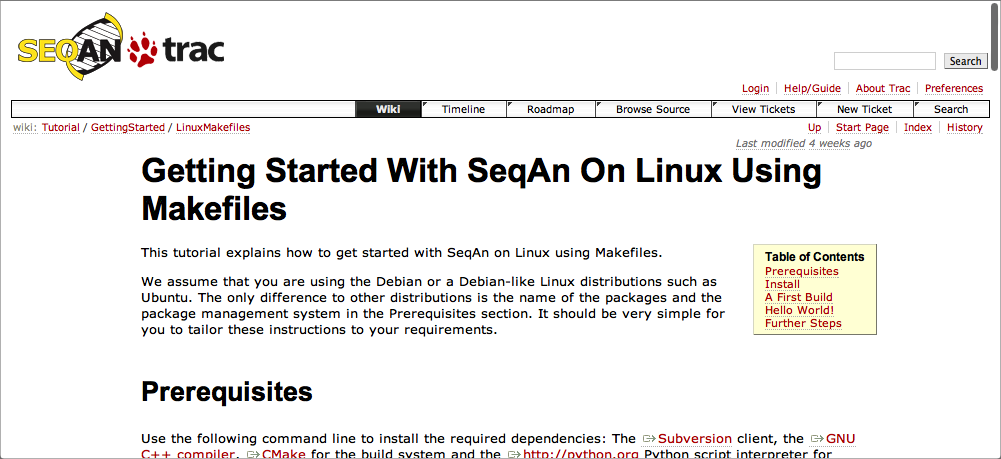 SEQAN trac
Search
Login Help/Guide About Trac Preferences
Wiki Timeline Roadmap Browse Source View Tickets New Ticket Search
wiki: Tutorial / GettingStarted / LinuxMakefiles Up Start Page Index History
Last modified 4 weeks ago
Getting Started With SeqAn On Linux Using
Makefiles
This tutorial explains how to get started with SeqAn on Linux using Makefiles.
We assume that you are using the Debian or a Debian-like Linux distributions such as
Ubuntu. The only difference to other distributions is the name of the packages and the
package management system in the Prerequisites section. It should be very simple for
you to tailor these instructions to your requirements.
Table of Contents
Prerequisites
Install
A First Build
Hello World!
Further Steps
Prerequisites
Use the following command line to install the required dependencies: The Subversion client, the GNU
C++ compiler, CMake for the build system and the http://python.org Python script interpreter for